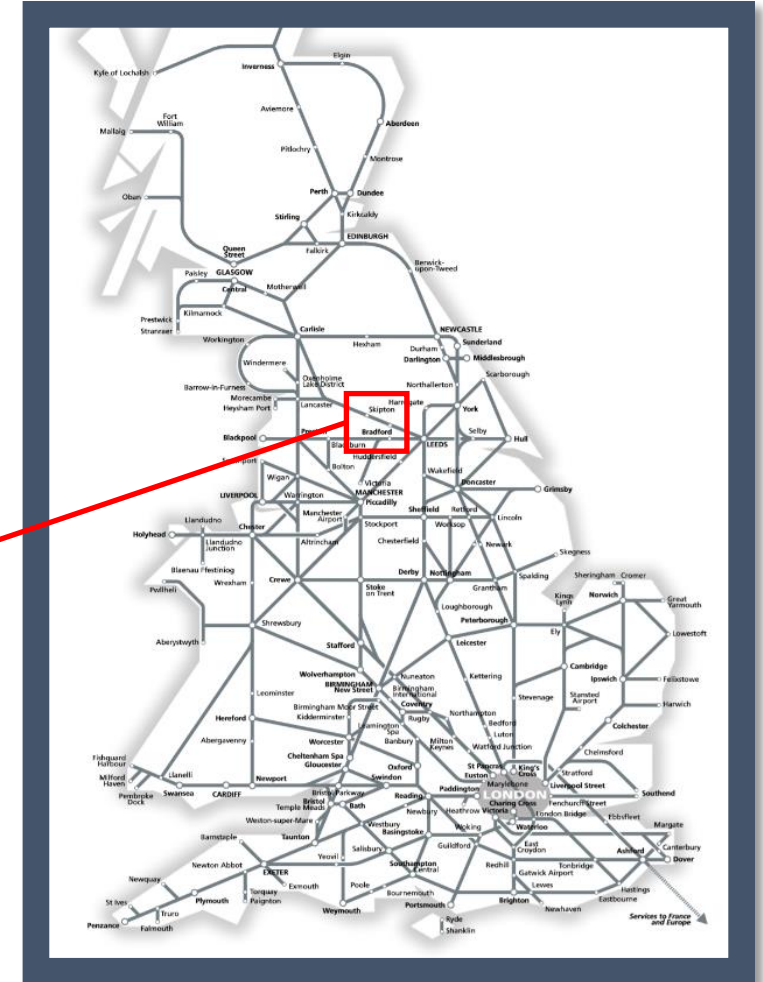 Elgin
Inverness
Kyle of Lochalsh
Aviemore
Fort
William
Aberdeen
Mallaig
Pitlochry
Montrose
Oban
Perth
Dundee
Stirling
Kirkcaldy
EDINBURGH
Queen
Street
Falkirk
Berwick-
upon-Tweed
Paisley
GLASGOW
Central
Motherwell
Prestwick
Kilmarnock
Stranraer
Carlisle
NEWCASTLE
Workington
Hexham
Durham
Sunderland
Darlington
Middlesbrough
Windermere
Scarborough
Oxenholme
Lake District
Northallerton
Barrow-in-Furness
Morecambe
Heysham Port
Lancaster
Skipton
York
Bradford
Selby
Blackpool
LEEDS
Hull
Huddersfield
Bolton
Wakefield
Wigan
Victoria
Doncaster
MANCHESTER
Piccadilly
Grimsby
LIVERPOOL
Warrington
Sheffield
Retford
Manchester
Airport
Lincoln
Llandudno
Stockport
Worksop
Holyhead
Chester
Llandudno
Junction
Altrincham
Chesterfield
Newark
Skegness
Blaenau Ffestiniog
Derby
Nottingham
Spalding
Sheringham
Cromer
Pwllheli
Wrexham
Crewe
Stoke
on Trent
Grantham
Kings
Lynn
Norwich
Great
Yarmouth
Loughborough
Peterborough
Shrewsbury
Ely
Lowestoft
Aberystwyth
Stafford
Leicester
Wolverhampton
Nuneaton
Kettering
Cambridge
BIRMINGHAM
New Street
Birmingham
International
Ipswich
Felixstowe
Leominster
Coventry
Stevenage
Stansted
Airport
Harwich
Birmingham Moor Street
Kidderminster
Rugby
Northampton
Hereford
Leamington
Spa
Bedford
Colchester
Abergavenny
Worcester
Banbury
Milton
Keynes
Luton
Cheltenham Spa
Watford Junction
Chelmsford
Fishguard
Harbour
Gloucester
Oxford
St Pancras
King's
Cross
Llanelli
Swindon
Euston
Stratford
Milford
Haven
Newport
Marylebone
Liverpool Street
Pembroke
Dock
Swansea
CARDIFF
Bristol Parkway
Reading
Paddington
LONDON
Southend
Bristol
Temple Meads
Bath
Charing Cross
Fenchurch Street
Newbury
Heathrow
Victoria
London Bridge
Ebbsfleet
Weston-super-Mare
Westbury
Waterloo
Margate
Barnstaple
Taunton
Basingstoke
Woking
East
Croydon
Canterbury
Yeovil
Salisbury
Guildford
Ashford
Dover
Newton Abbot
Southampton
Central
Redhill
Tonbridge
EXETER
Gatwick Airport
Newquay
Exmouth
Poole
Lewes
Hastings
St Ives
Plymouth
Torquay
Paignton
Bournemouth
Eastbourne
Truro
Weymouth
Portsmouth
Brighton
Newhaven
Penzance
Falmouth
Ryde
Shanklin
Services to France
and Europe